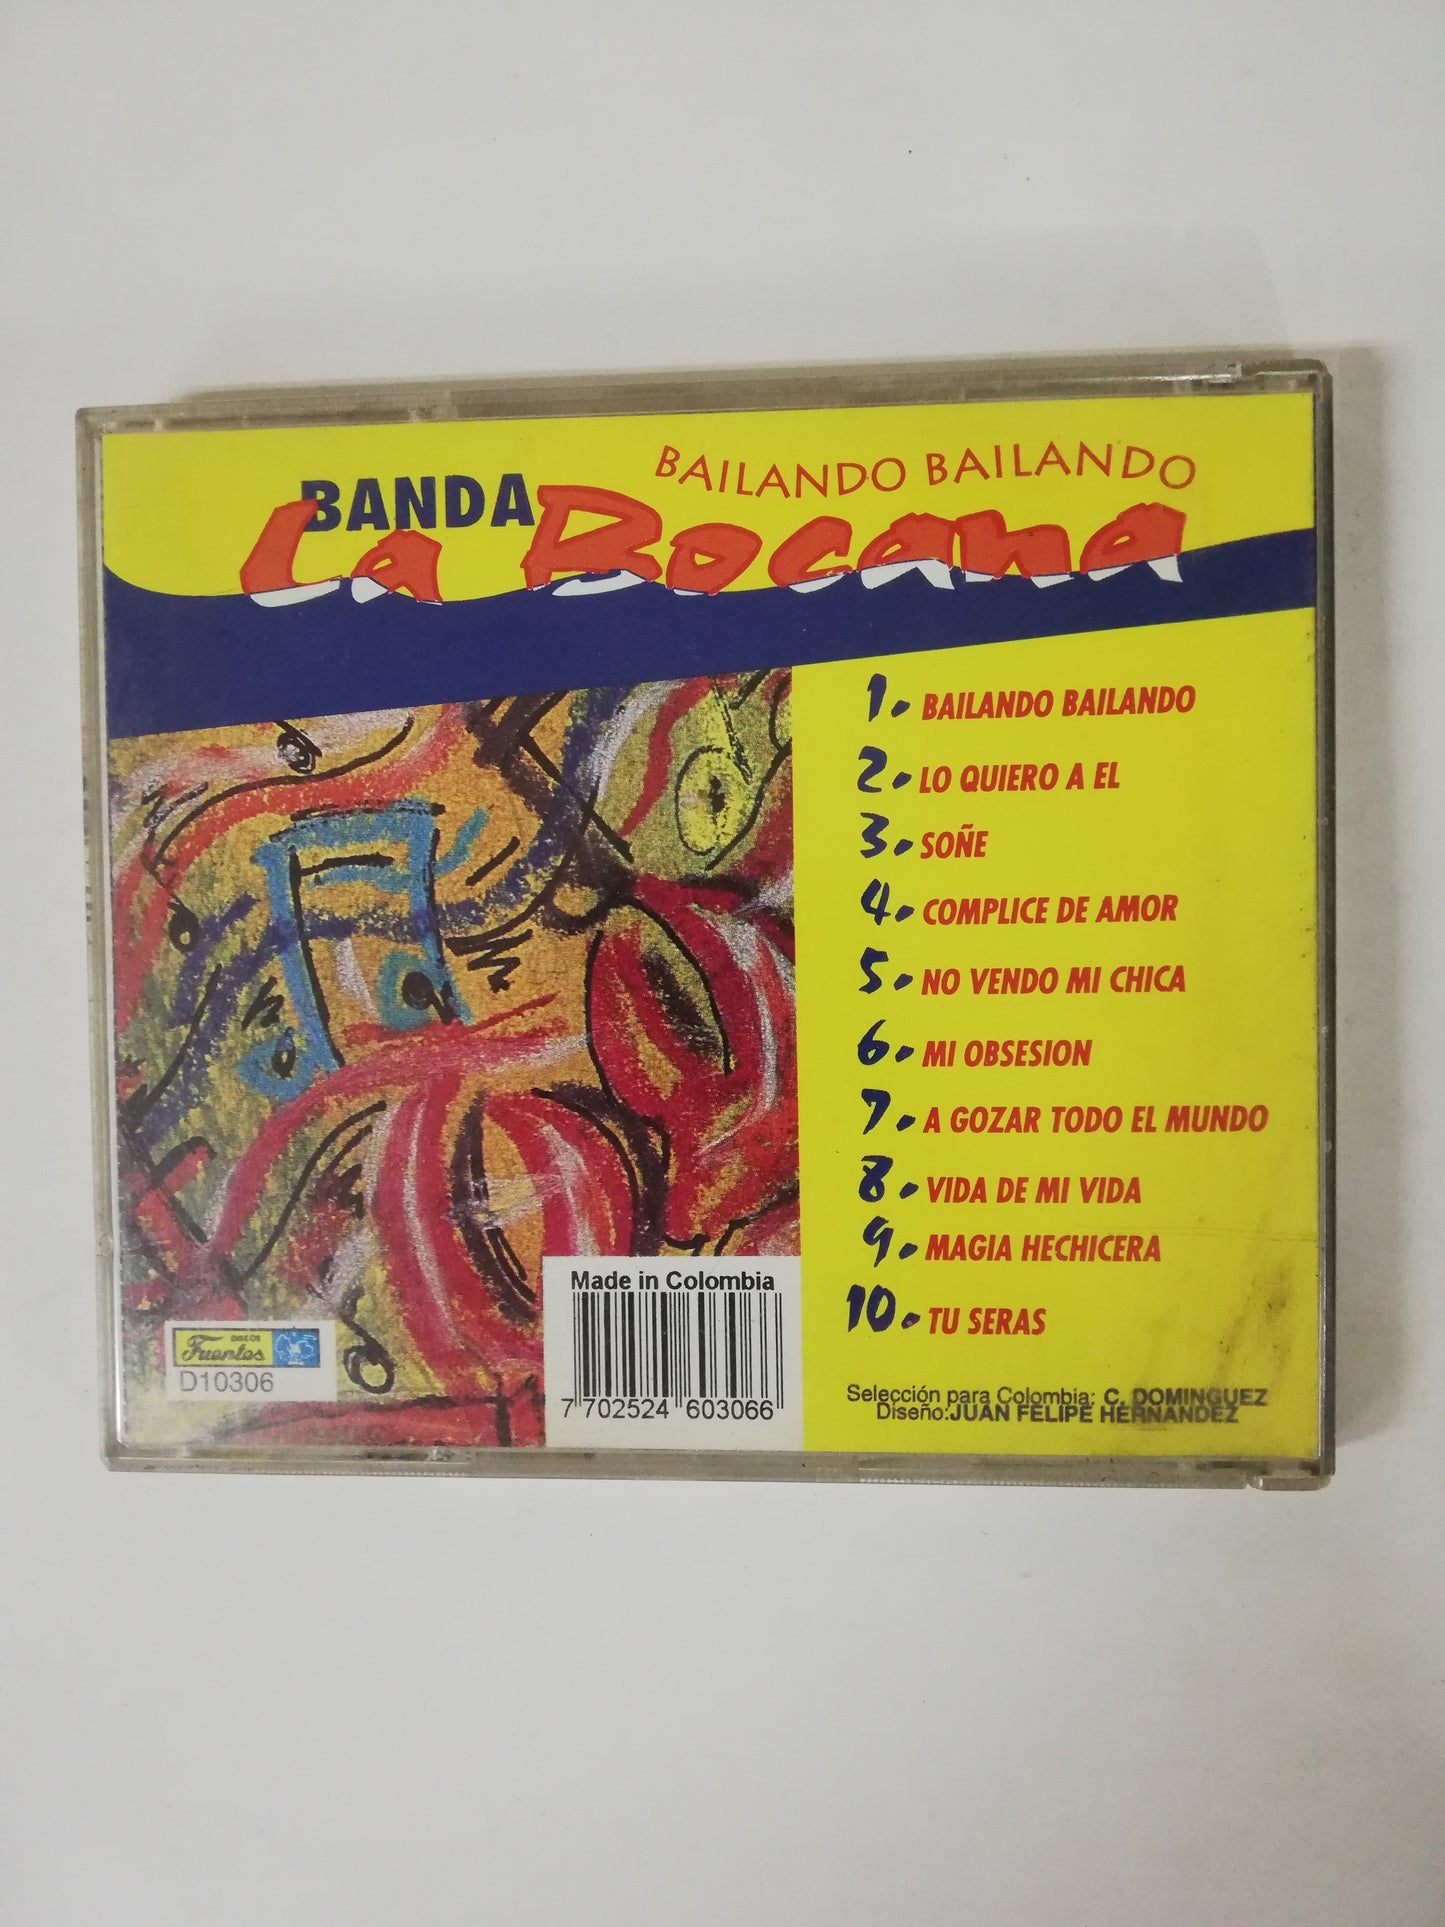 BAILANDO BAILANDO
BANDA
La Bocana
1. BAILANDO BAILANDO
2. LO QUIERO A EL
3. SOÑE
4. COMPLICE DE AMOR
5. NO VENDO MI CHICA
6. MI OBSESION
7. A GOZAR TODO EL MUNDO
8. VIDA DE MI VIDA
9. MAGIA HECHICERA
10. TU SERAS
Made in Colombia
7 702524 603066
DISCOS
Fuentes
D10306
Selección para Colombia: C. DOMINGUEZ
Diseño:JUAN FELIPE HERNANDEZ